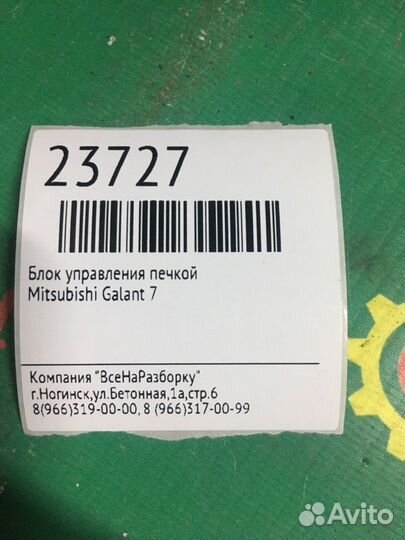 23727
Блок управления печкой
Mitsubishi Galant 7
Компания "ВсеНаРазборку"
г.Ногинск,ул.Бетонная,1а,стр.6
8(966)319-00-00, 8 (966)317-00-99
Avito